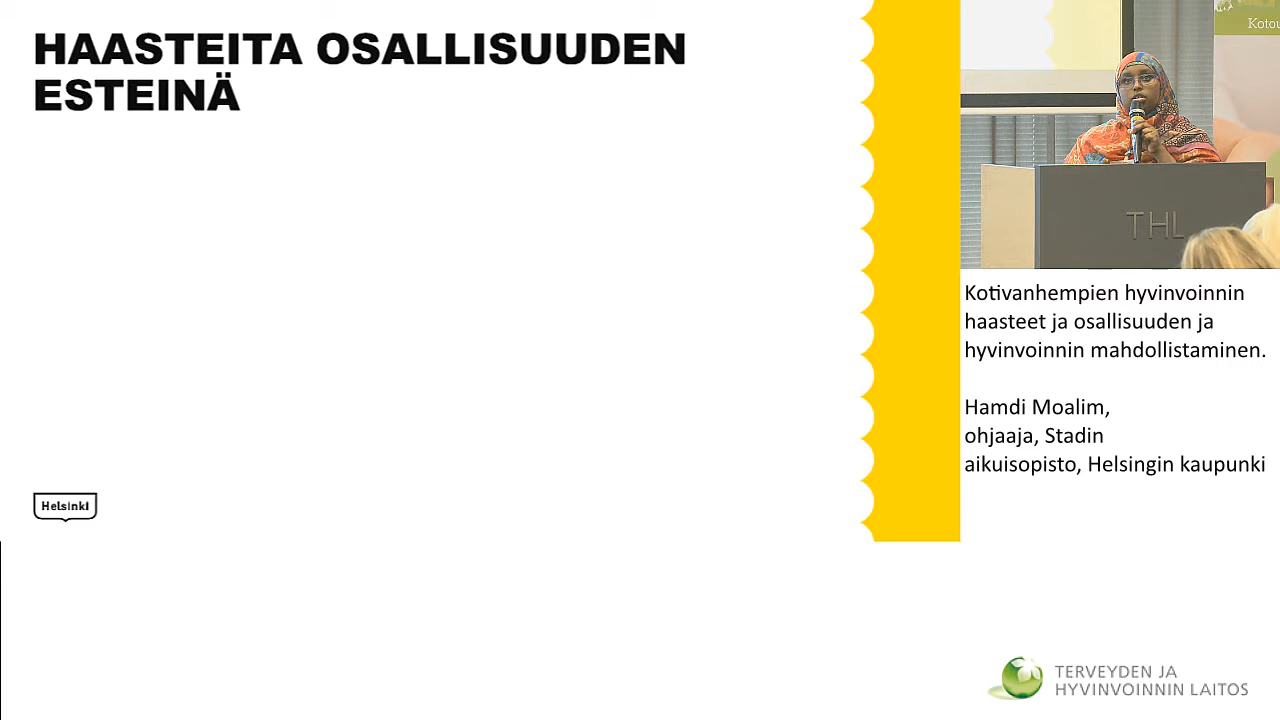 HAASTEITA OSALLISUUDEN
ESTEINÄ
Helsinki
THL
Kotivanhempien hyvinvoinnin
haasteet ja osallisuuden ja
hyvinvoinnin mahdollistaminen.
Hamdi Moalim,
ohjaaja, Stadin
aikuisopisto, Helsingin kaupunki
TERVEYDEN JA
HYVINVOINNIN LAITOS